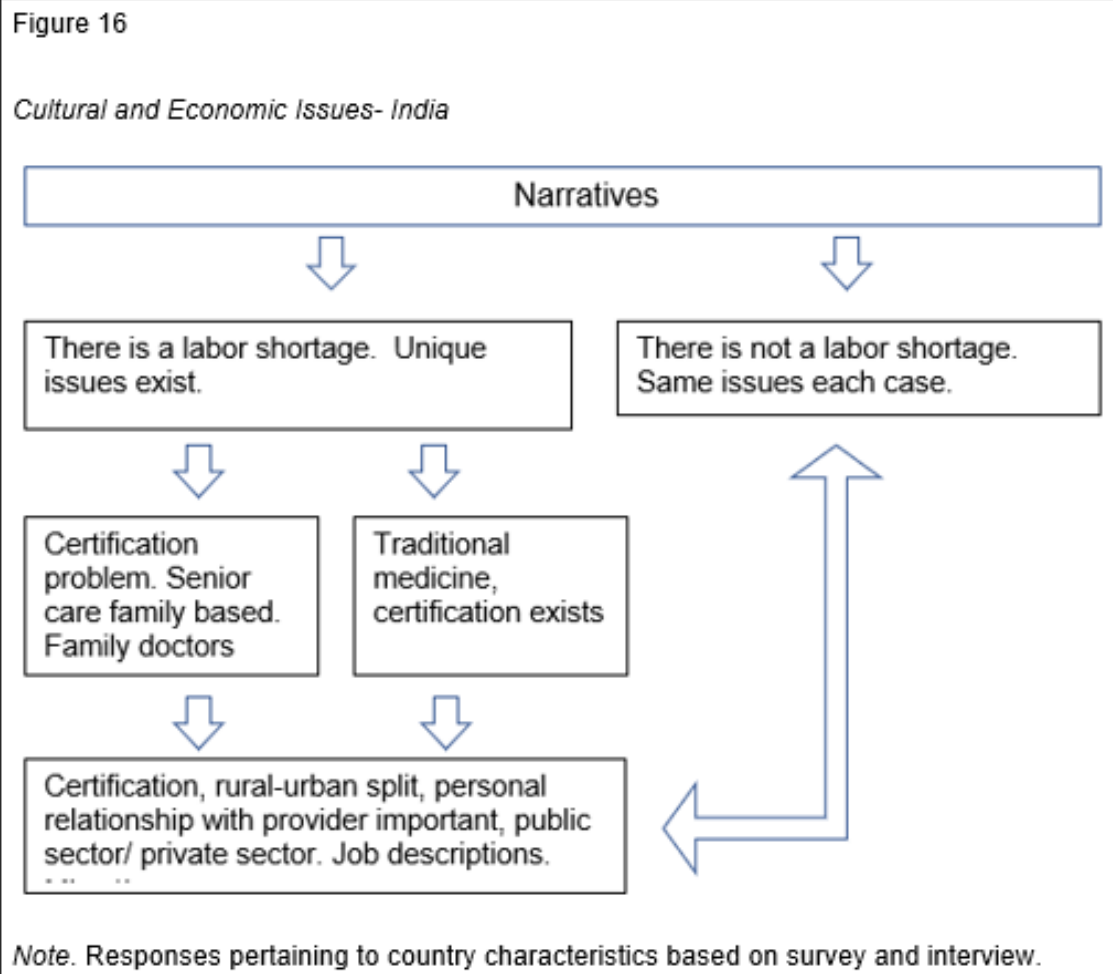 Figure 16
Cultural and Economic Issues- India
Narratives
There is a labor shortage.  Unique
issues exist.
There is not a labor shortage.
Same issues each case.
Certification
problem. Senior
care family based.
Family doctors
Traditional
medicine,
certification exists
Certification, rural-urban split, personal
relationship with provider important, public
sector/ private sector. Job descriptions.
Note. Responses pertaining to country characteristics based on survey and interview.